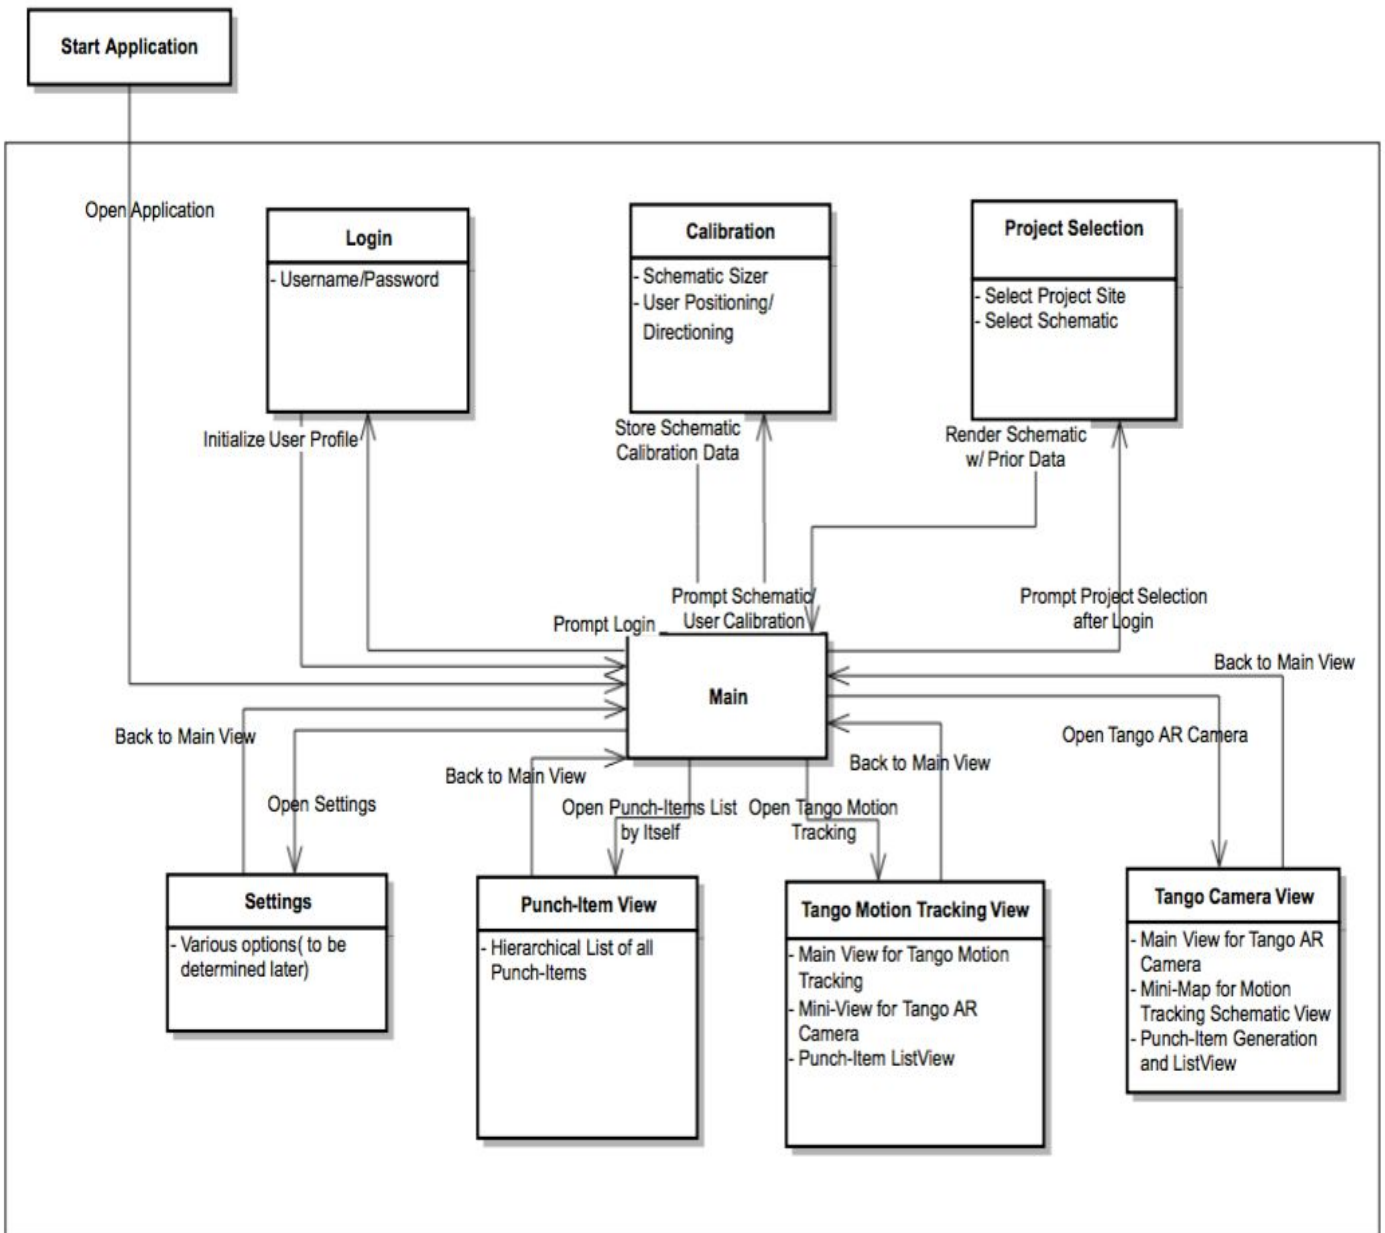 Start Application
Open Application
Login
- Username/Password
Calibration
- Schematic Sizer
- User Positioning/
Directioning
Project Selection
- Select Project Site
- Select Schematic
Initialize User Profile
Store Schematic
Calibration Data
Render Schematic
w/ Prior Data
Prompt Login
Prompt Schematic/
User Calibration
Prompt Project Selection
after Login
Main
Back to Main View
Open Tango AR Camera
Back to Main View
Open Settings
Back to Main View
Open Punch-Items List
by Itself
Open Tango Motion
Tracking
Back to Main View
Settings
- Various options( to be
determined later)
Punch-Item View
- Hierarchical List of all
Punch-Items
Tango Motion Tracking View
- Main View for Tango Motion
Tracking
- Mini-View for Tango AR
Camera
- Punch-Item ListView
Tango Camera View
- Main View for Tango AR
Camera
- Mini-Map for Motion
Tracking Schematic View
- Punch-Item Generation
and ListView